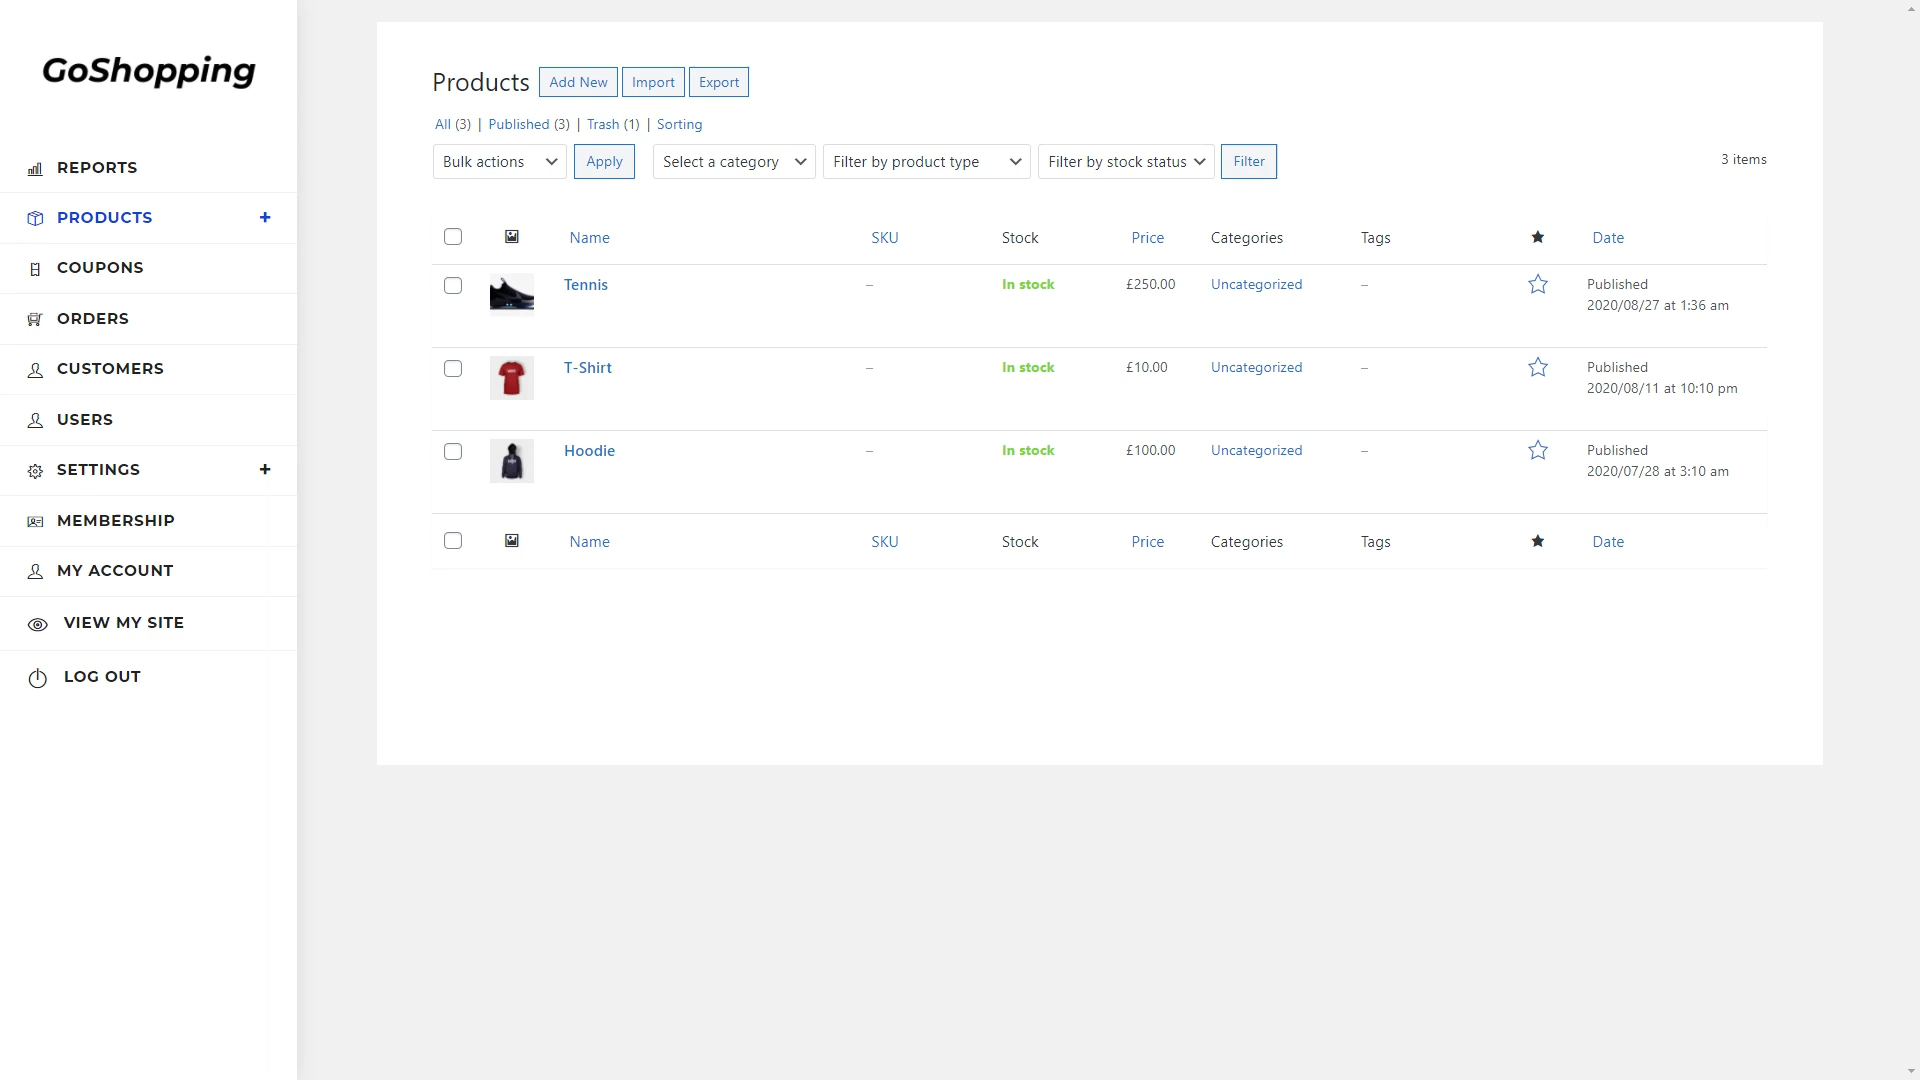 GoShopping
REPORTS
PRODUCTS +
COUPONS
ORDERS
CUSTOMERS
USERS
SETTINGS +
MEMBERSHIP
MY ACCOUNT
VIEW MY SITE
LOG OUT
Products Add New Import Export
All (3) | Published (3) | Trash (1) | Sorting
Bulk actions Apply Select a category Filter by product type Filter by stock status Filter 3 items
Name SKU Stock Price Categories Tags Date
Tennis – In stock £250.00 Uncategorized – Published
2020/08/27 at 1:36 am
T-Shirt – In stock £10.00 Uncategorized – Published
2020/08/11 at 10:10 pm
Hoodie – In stock £100.00 Uncategorized – Published
2020/07/28 at 3:10 am
Name SKU Stock Price Categories Tags Date